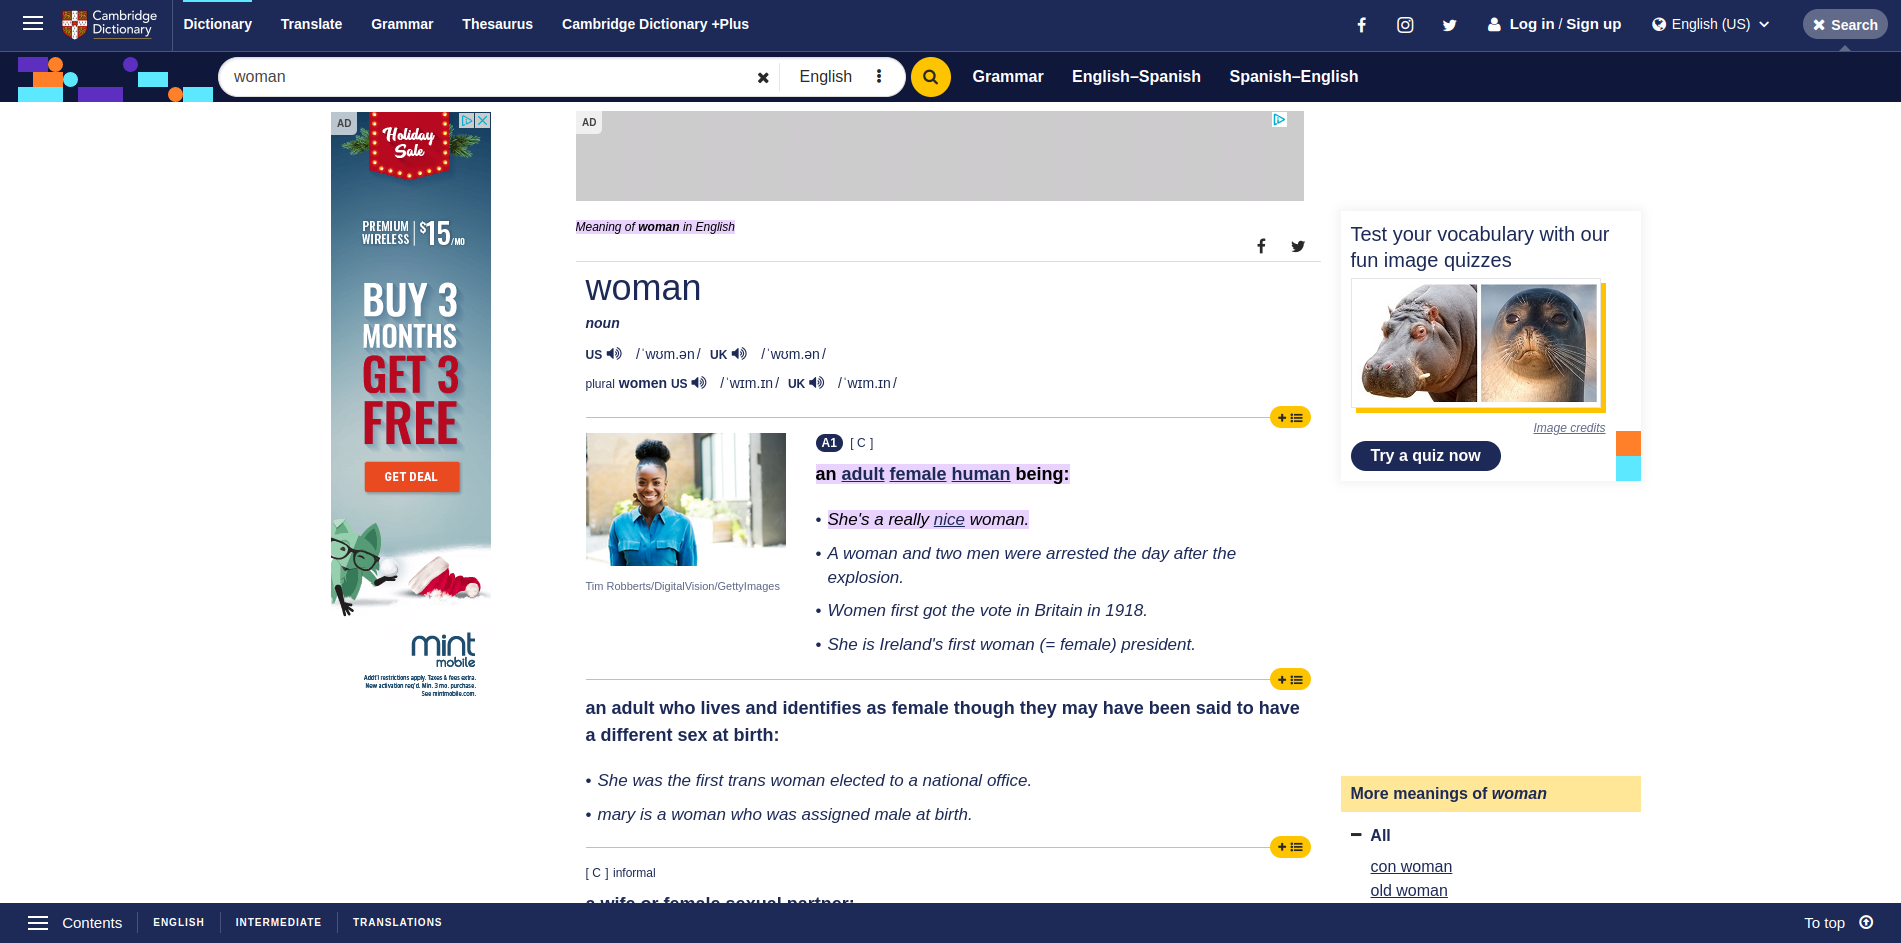 Cambridge
Dictionary
Dictionary
Translate
Grammar
Thesaurus
Cambridge Dictionary +Plus
Log in / Sign up
English (US)
Search
woman
English
Grammar
English–Spanish
Spanish–English
AD
Holiday
Sale
PREMIUM
WIRELESS
$15/MO
BUY 3
MONTHS
GET 3
FREE
GET DEAL
mint
mobile
Addt'l restrictions apply. Taxes & fees extra.
New activation req'd. Min. 3 mo. purchase.
See mintmobile.com.
AD
Meaning of woman in English
woman
noun
US /ˈwʊm.ən/ UK /ˈwʊm.ən/
plural women US /ˈwɪm.ɪn/ UK /ˈwɪm.ɪn/
Tim Robberts/DigitalVision/GettyImages
A1 [ C ]
an adult female human being:
• She's a really nice woman.
• A woman and two men were arrested the day after the
explosion.
• Women first got the vote in Britain in 1918.
• She is Ireland's first woman (= female) president.
an adult who lives and identifies as female though they may have been said to have
a different sex at birth:
• She was the first trans woman elected to a national office.
• mary is a woman who was assigned male at birth.
[ C ] informal
a wife or female sexual partner:
Test your vocabulary with our
fun image quizzes
Image credits
Try a quiz now
More meanings of woman
All
con woman
old woman
Contents
ENGLISH
INTERMEDIATE
TRANSLATIONS
To top